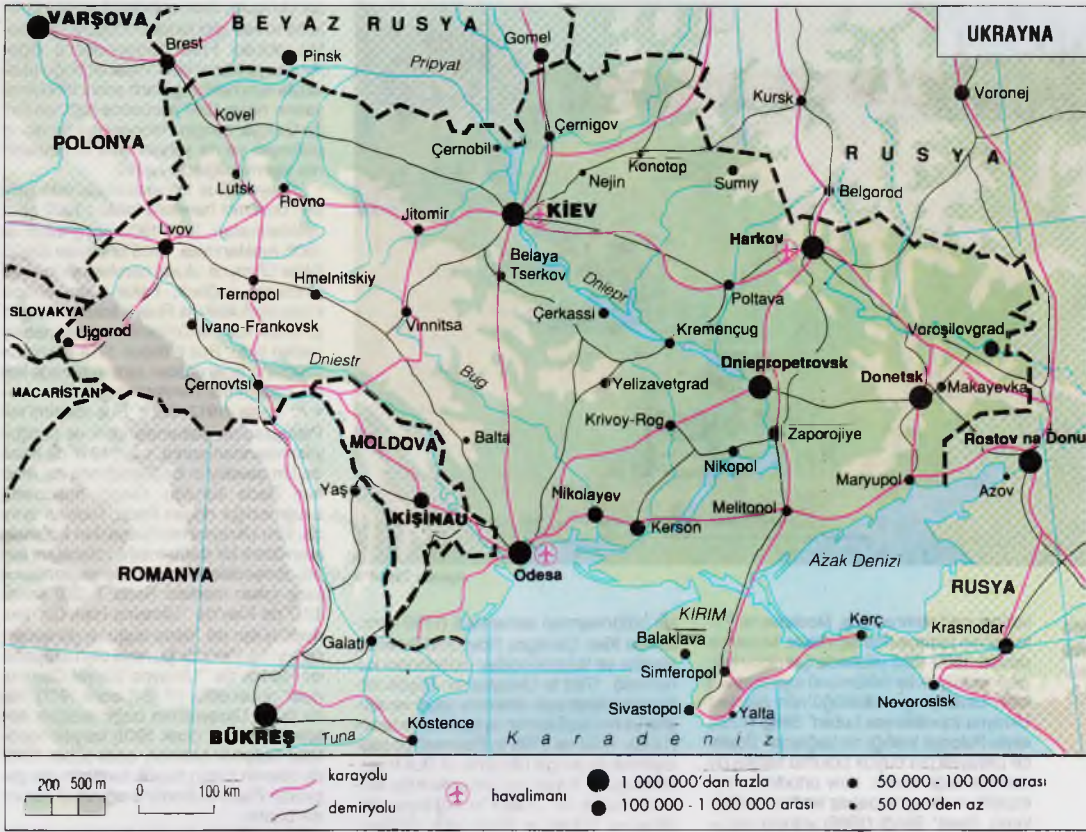 UKRAYNA
VARŞOVA
BEYAZ RUSYA
Brest
Pinsk
Gomel
Pripyat
Kursk
Voronej
Kovel
Çernigov
POLONYA
Çernobil
Konotop
RUSYA
Lutsk
Rovno
Nejin
Sumıy
Belgorod
Lvov
Jitomir
KİEV
Harkov
Belaya
Tserkov
Hmelnitskiy
Ternopol
Dniepr
Poltava
SLOVAKYA
Ujgorod
İvano-Frankovsk
Vinnitsa
Çerkassi
Kremençug
Voroşilovgrad
Dniestr
Bug
Dniepropetrovsk
Donetsk
MACARİSTAN
Çernovtsi
Yelizavetgrad
Makayevka
MOLDOVA
Balta
Krivoy-Rog
Zaporojiye
Rostov na Donu
Nikopol
Yaş
Nikolayev
Maryupol
Azov
KİŞİNAU
Kerson
Melitopol
Odesa
Azak Denizi
ROMANYA
RUSYA
KIRIM
Kerç
Krasnodar
Galati
Balaklava
Simferopol
Novorosisk
Sivastopol
Yalta
BÜKREŞ
Tuna
Köstence
Karadeniz
200 500 m
0 100 km
karayolu
demiryolu
havalimanı
1 000 000'dan fazla
100 000 - 1 000 000 arası
50 000 - 100 000 arası
50 000'den az